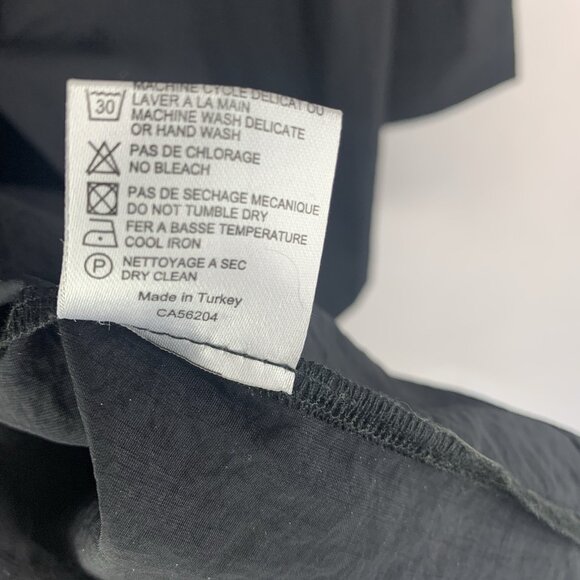 MACHINE CYCLE DELICAT OU
30
LAVER A LA MAIN
MACHINE WASH DELICATE
OR HAND WASH
PAS DE CHLORAGE
NO BLEACH
PAS DE SECHAGE MECANIQUE
DO NOT TUMBLE DRY
FER A BASSE TEMPERATURE
COOL IRON
P
NETTOYAGE A SEC
DRY CLEAN
Made in Turkey
CA56204